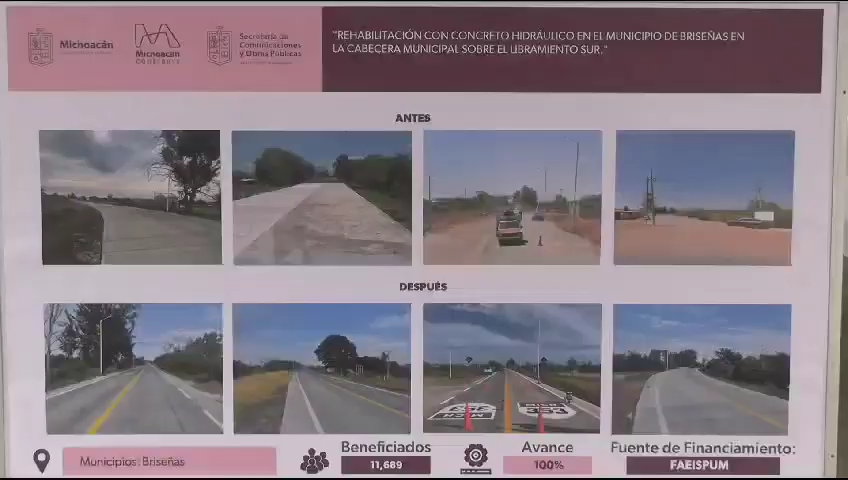 Michoacán
Michoacán
Secretaría de
Comunicaciones
y Obras Públicas
"REHABILITACIÓN CON CONCRETO HIDRÁULICO EN EL MUNICIPIO DE BRISEÑAS EN
LA CABECERA MUNICIPAL SOBRE EL LIBRAMIENTO SUR."
ANTES
DESPUÉS
Municipios: Briseñas
Beneficiados
11,689
Avance
100%
Fuente de Financiamiento:
FAEISPUM